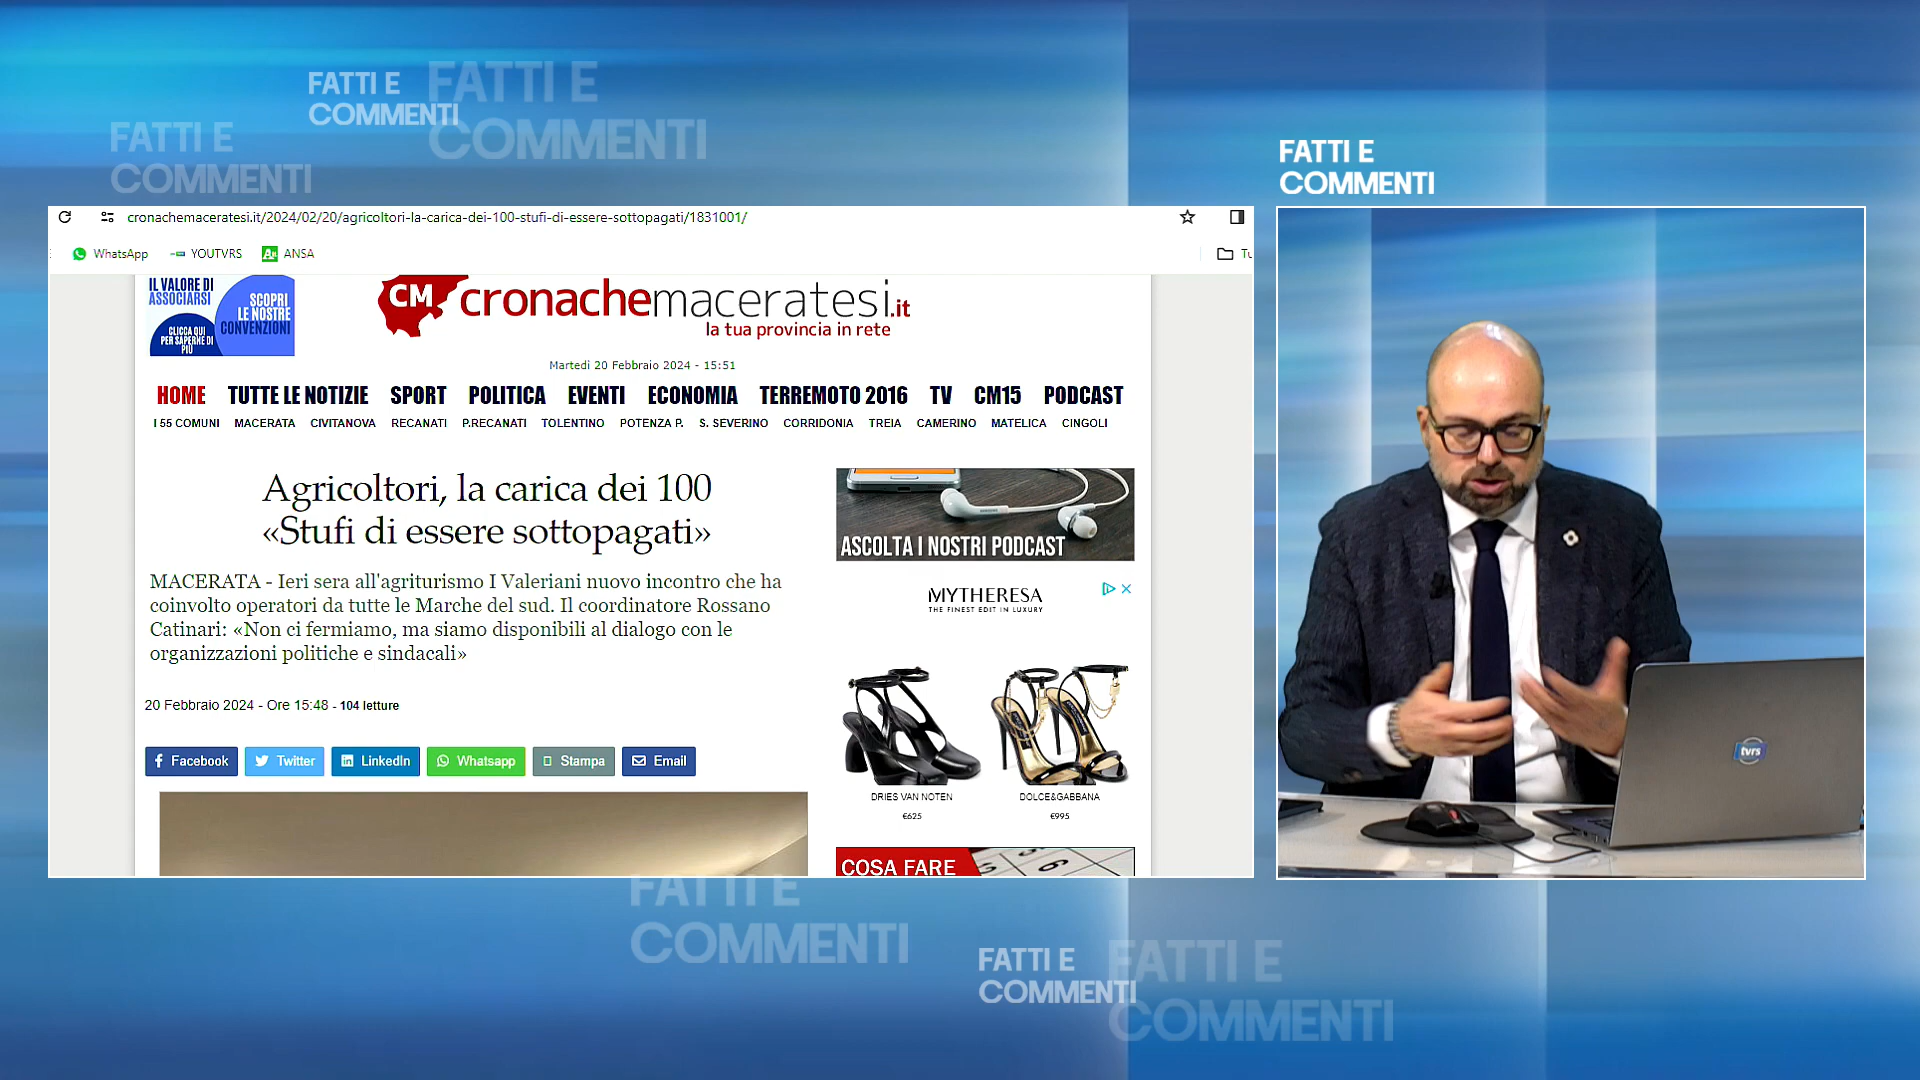 FATTI E
COMMENTI
FATTI E
COMMENTI
FATTI E
COMMENTI
FATTI E
COMMENTI
cronachemaceratesi.it/2024/02/20/agricoltori-la-carica-dei-100-stufi-di-essere-sottopagati/1831001/
WhatsApp YOUTVRS ANSA
IL VALORE DI
ASSOCIARSI
CLICCA QUI
PER SAPERNE DI
PIÙ
SCOPRI
LE NOSTRE
CONVENZIONI
CM cronachemaceratesi.it
la tua provincia in rete
Martedì 20 Febbraio 2024 - 15:51
HOME TUTTE LE NOTIZIE SPORT POLITICA EVENTI ECONOMIA TERREMOTO 2016 TV CM15 PODCAST
I 55 COMUNI MACERATA CIVITANOVA RECANATI P.RECANATI TOLENTINO POTENZA P. S. SEVERINO CORRIDONIA TREIA CAMERINO MATELICA CINGOLI
Agricoltori, la carica dei 100
«Stufi di essere sottopagati»
MACERATA - Ieri sera all'agriturismo I Valeriani nuovo incontro che ha
coinvolto operatori da tutte le Marche del sud. Il coordinatore Rossano
Catinari: «Non ci fermiamo, ma siamo disponibili al dialogo con le
organizzazioni politiche e sindacali»
20 Febbraio 2024 - Ore 15:48 - 104 letture
Facebook Twitter LinkedIn Whatsapp Stampa Email
ASCOLTA I NOSTRI PODCAST
MYTHERESA
THE FINEST EDIT IN LUXURY
DRIES VAN NOTEN
€625
DOLCE&GABBANA
€995
COSA FARE
6
tvrs
FATTI E
COMMENTI
FATTI E
COMMENTI
FATTI E
COMMENTI